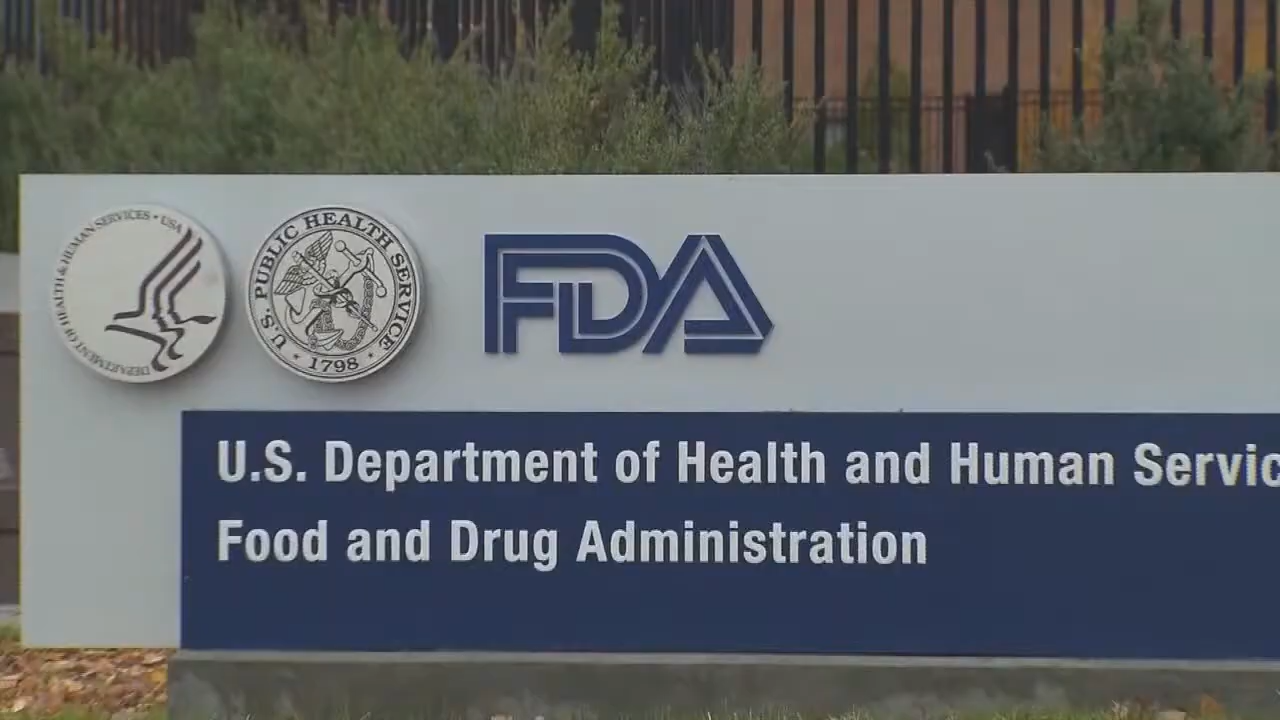 DEPARTMENT OF HEALTH & HUMAN SERVICES • USA
U.S. PUBLIC HEALTH SERVICE
• 1798 •
FDA
U.S. Department of Health and Human Servic
Food and Drug Administration